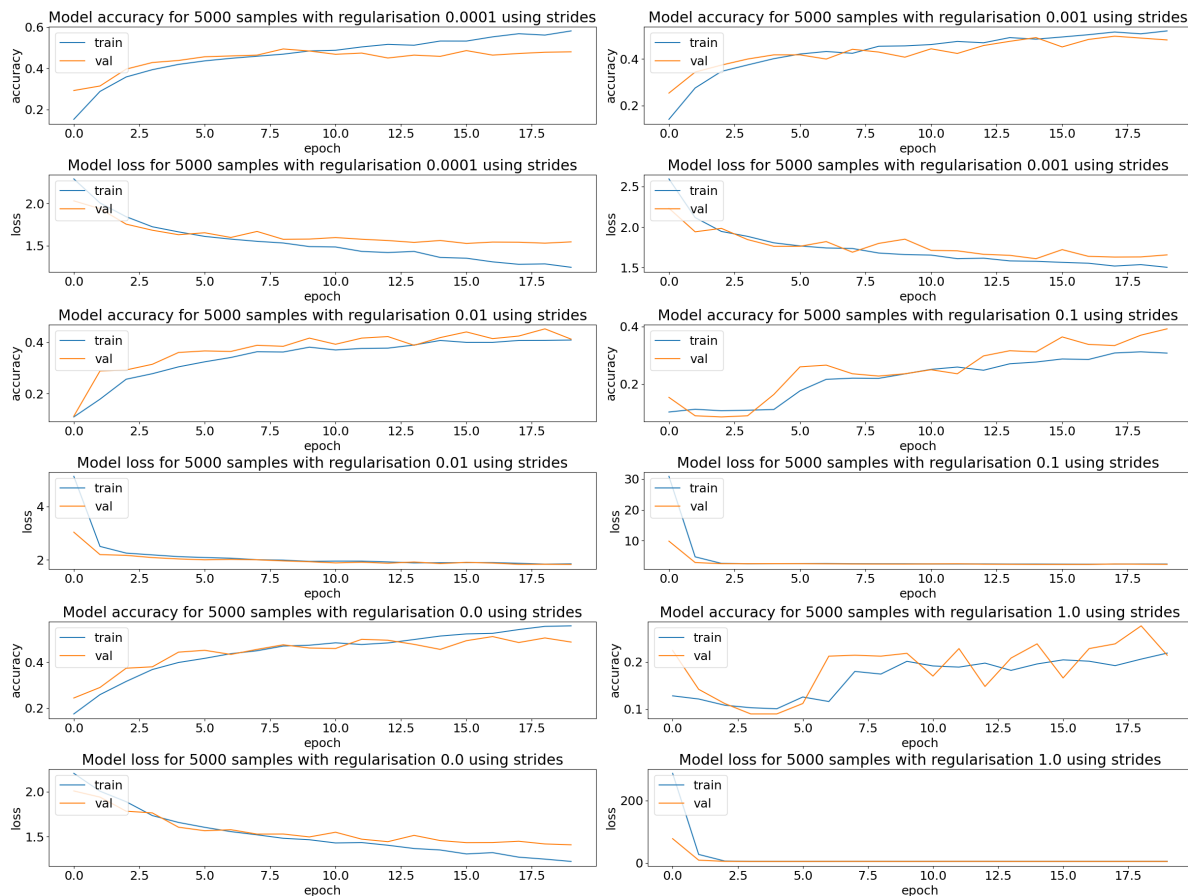 Model accuracy for 5000 samples with regularisation 0.0001 using strides
0.6
0.4
0.2
accuracy
train
val
0.0 2.5 5.0 7.5 10.0 12.5 15.0 17.5
epoch
Model accuracy for 5000 samples with regularisation 0.001 using strides
0.4
0.2
accuracy
train
val
0.0 2.5 5.0 7.5 10.0 12.5 15.0 17.5
epoch
Model loss for 5000 samples with regularisation 0.0001 using strides
2.0
1.5
loss
train
val
0.0 2.5 5.0 7.5 10.0 12.5 15.0 17.5
epoch
Model loss for 5000 samples with regularisation 0.001 using strides
2.5
2.0
1.5
loss
train
val
0.0 2.5 5.0 7.5 10.0 12.5 15.0 17.5
epoch
Model accuracy for 5000 samples with regularisation 0.01 using strides
0.4
0.2
accuracy
train
val
0.0 2.5 5.0 7.5 10.0 12.5 15.0 17.5
epoch
Model accuracy for 5000 samples with regularisation 0.1 using strides
0.4
0.2
accuracy
train
val
0.0 2.5 5.0 7.5 10.0 12.5 15.0 17.5
epoch
Model loss for 5000 samples with regularisation 0.01 using strides
4
2
loss
train
val
0.0 2.5 5.0 7.5 10.0 12.5 15.0 17.5
epoch
Model loss for 5000 samples with regularisation 0.1 using strides
30
20
10
loss
train
val
0.0 2.5 5.0 7.5 10.0 12.5 15.0 17.5
epoch
Model accuracy for 5000 samples with regularisation 0.0 using strides
0.4
0.2
accuracy
train
val
0.0 2.5 5.0 7.5 10.0 12.5 15.0 17.5
epoch
Model accuracy for 5000 samples with regularisation 1.0 using strides
0.2
0.1
accuracy
train
val
0.0 2.5 5.0 7.5 10.0 12.5 15.0 17.5
epoch
Model loss for 5000 samples with regularisation 0.0 using strides
2.0
1.5
loss
train
val
0.0 2.5 5.0 7.5 10.0 12.5 15.0 17.5
epoch
Model loss for 5000 samples with regularisation 1.0 using strides
200
0
loss
train
val
0.0 2.5 5.0 7.5 10.0 12.5 15.0 17.5
epoch